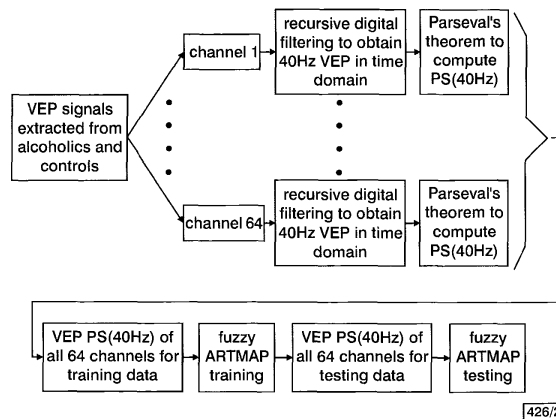 channel 1
recursive digital
filtering to obtain
40Hz VEP in time
domain
Parseval's
theorem to
compute
PS(40Hz)
VEP signals
extracted from
alcoholics and
controls
channel 64
recursive digital
filtering to obtain
40Hz VEP in time
domain
Parseval's
theorem to
compute
PS(40Hz)
VEP PS(40Hz) of
all 64 channels for
training data
fuzzy
ARTMAP
training
VEP PS(40Hz) of
all 64 channels for
testing data
fuzzy
ARTMAP
testing
426/2